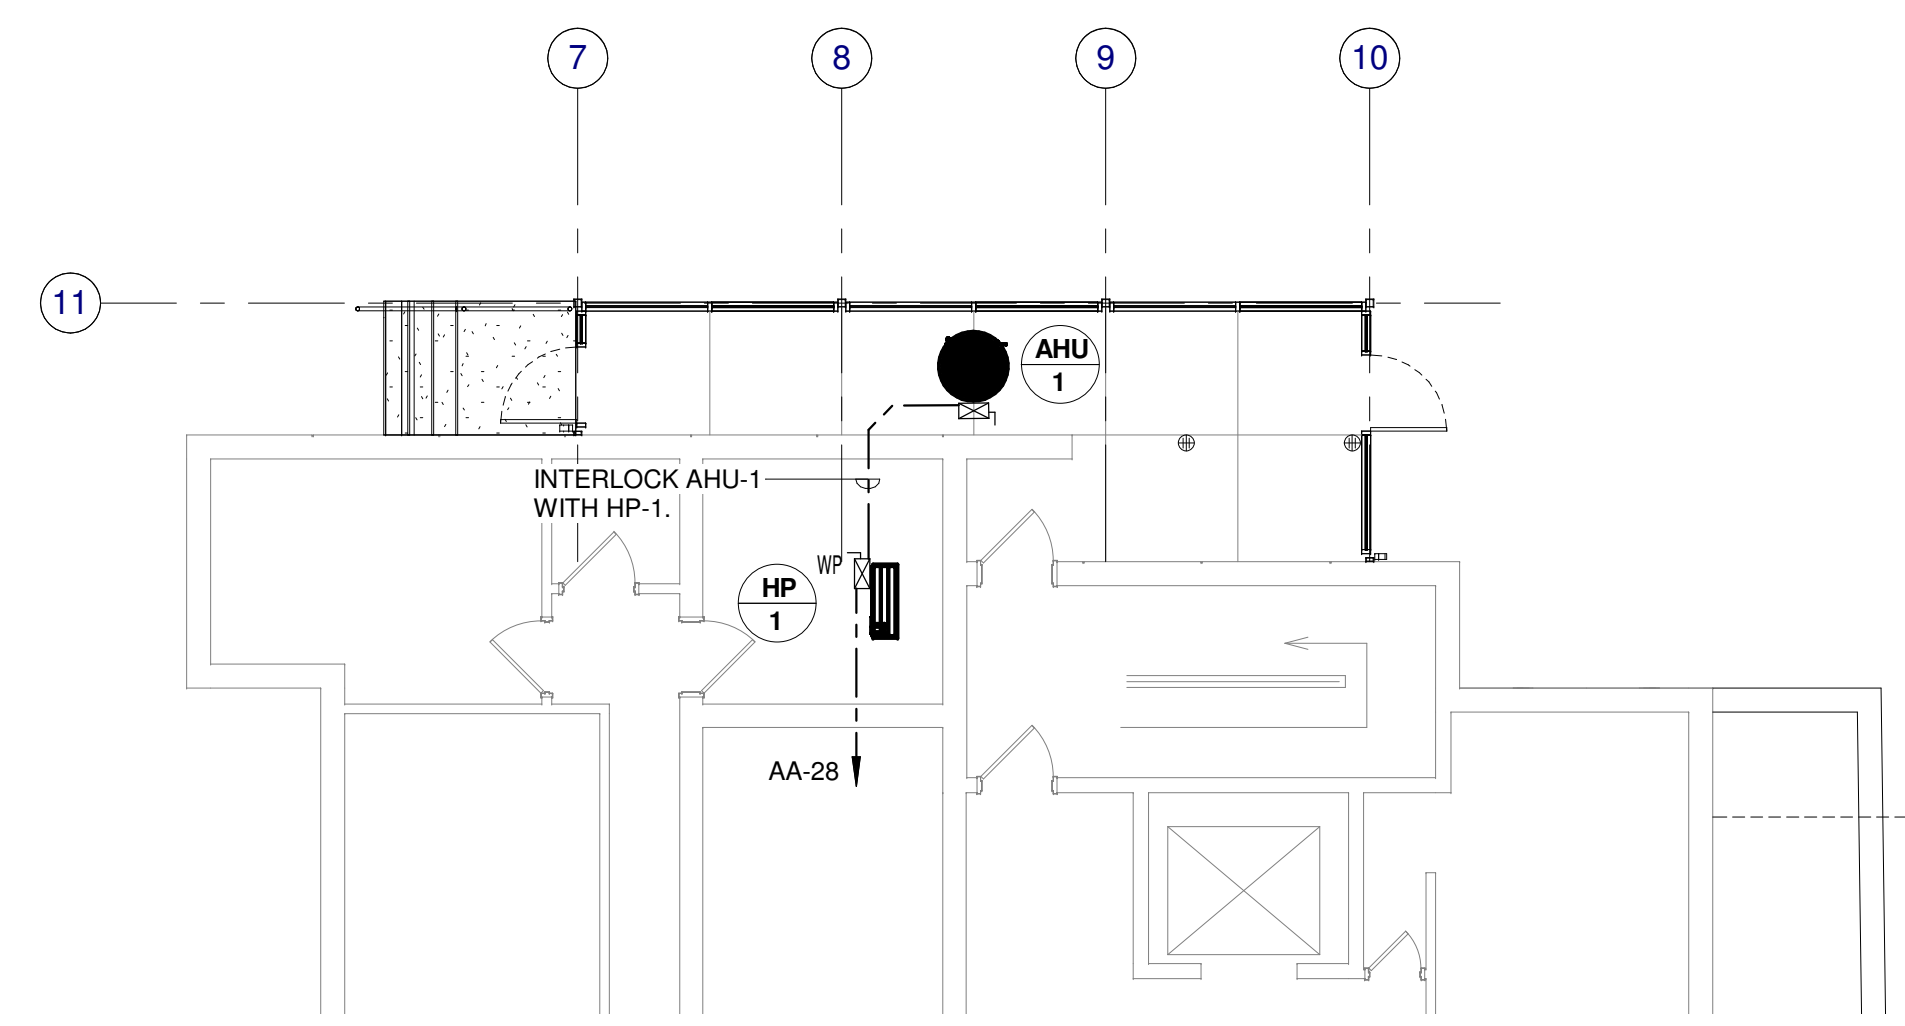 7
8
9
10
11
AHU
1
INTERLOCK AHU-1
WITH HP-1.
WP
HP
1
AA-28